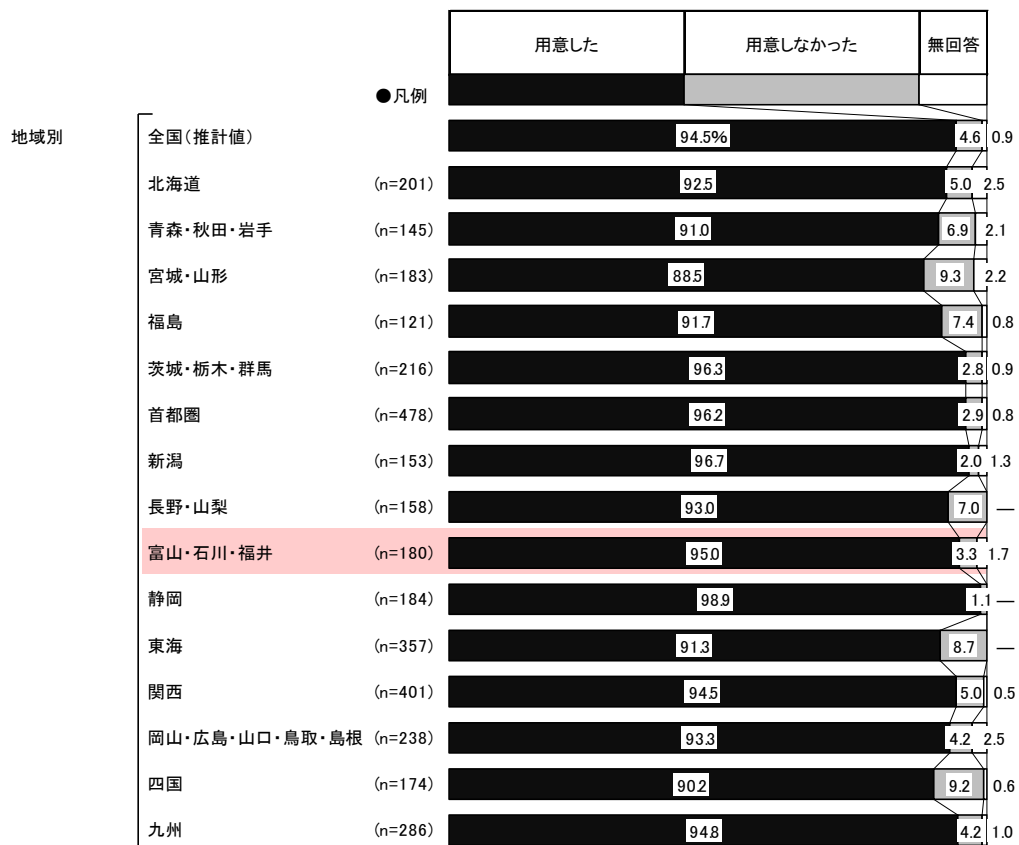 用意した 用意しなかった 無回答
●凡例
地域別 全国（推計値） 94.5% 4.6 0.9
北海道 (n=201) 92.5 5.0 2.5
青森・秋田・岩手 (n=145) 91.0 6.9 2.1
宮城・山形 (n=183) 88.5 9.3 2.2
福島 (n=121) 91.7 7.4 0.8
茨城・栃木・群馬 (n=216) 96.3 2.8 0.9
首都圏 (n=478) 96.2 2.9 0.8
新潟 (n=153) 96.7 2.0 1.3
長野・山梨 (n=158) 93.0 7.0 ―
富山・石川・福井 (n=180) 95.0 3.3 1.7
静岡 (n=184) 98.9 1.1 ―
東海 (n=357) 91.3 8.7 ―
関西 (n=401) 94.5 5.0 0.5
岡山・広島・山口・鳥取・島根 (n=238) 93.3 4.2 2.5
四国 (n=174) 90.2 9.2 0.6
九州 (n=286) 94.8 4.2 1.0